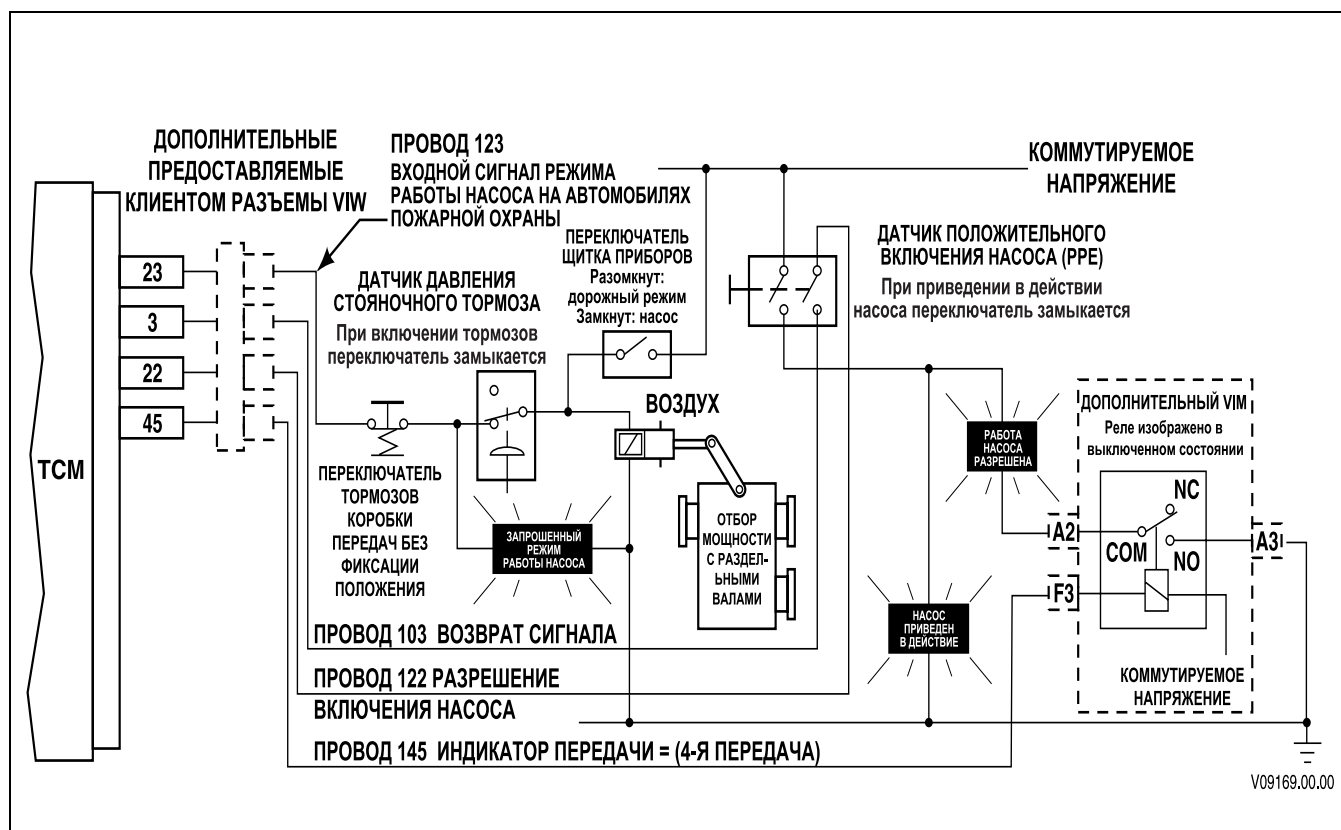 ДОПОЛНИТЕЛЬНЫЕ
ПРЕДОСТАВЛЯЕМЫЕ
КЛИЕНТОМ РАЗЪЕМЫ VIW
ПРОВОД 123
ВХОДНОЙ СИГНАЛ РЕЖИМА
РАБОТЫ НАСОСА НА АВТОМОБИЛЯХ
ПОЖАРНОЙ ОХРАНЫ
КОММУТИРУЕМОЕ
НАПРЯЖЕНИЕ
ПЕРЕКЛЮЧАТЕЛЬ
ЩИТКА ПРИБОРОВ
Разомкнут:
дорожный режим
Замкнут: насос
ДАТЧИК ПОЛОЖИТЕЛЬНОГО
ВКЛЮЧЕНИЯ НАСОСА (PPE)
При приведении в действии
насоса переключатель замыкается
ДАТЧИК ДАВЛЕНИЯ
СТОЯНОЧНОГО ТОРМОЗА
При включении тормозов
переключатель замыкается
23
3
22
45
TCM
ВОЗДУХ
ПЕРЕКЛЮЧАТЕЛЬ
ТОРМОЗОВ
КОРОБКИ
ПЕРЕДАЧ БЕЗ
ФИКСАЦИИ
ПОЛОЖЕНИЯ
ЗАПРОШЕННЫЙ
РЕЖИМ
РАБОТЫ НАСОСА
ОТБОР
МОЩНОСТИ
С РАЗДЕЛ-
ЬНЫМИ
ВАЛАМИ
РАБОТА
НАСОСА
РАЗРЕШЕНА
НАСОС
ПРИВЕДЕН
В ДЕЙСТВИЕ
ДОПОЛНИТЕЛЬНЫЙ VIM
Реле изображено в
выключенном состоянии
NC
COM
NO
A2
A3
F3
КОММУТИРУЕМОЕ
НАПРЯЖЕНИЕ
ПРОВОД 103 ВОЗВРАТ СИГНАЛА
ПРОВОД 122 РАЗРЕШЕНИЕ
ВКЛЮЧЕНИЯ НАСОСА
ПРОВОД 145 ИНДИКАТОР ПЕРЕДАЧИ = (4-Я ПЕРЕДАЧА)
V09169.00.00